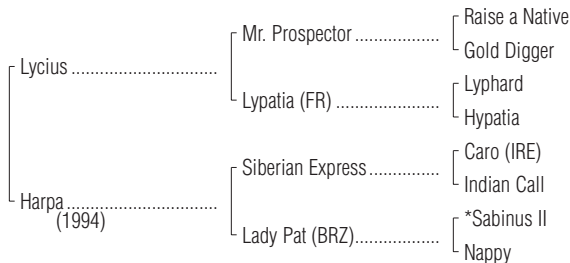 Raise a Native
Mr. Prospector ..................
Gold Digger
Lycius ...............................
Lyphard
Lypatia (FR) ......................
Hypatia
Caro (IRE)
Siberian Express...............
Indian Call
Harpa................................
(1994)
*Sabinus II
Lady Pat (BRZ)..................
Nappy